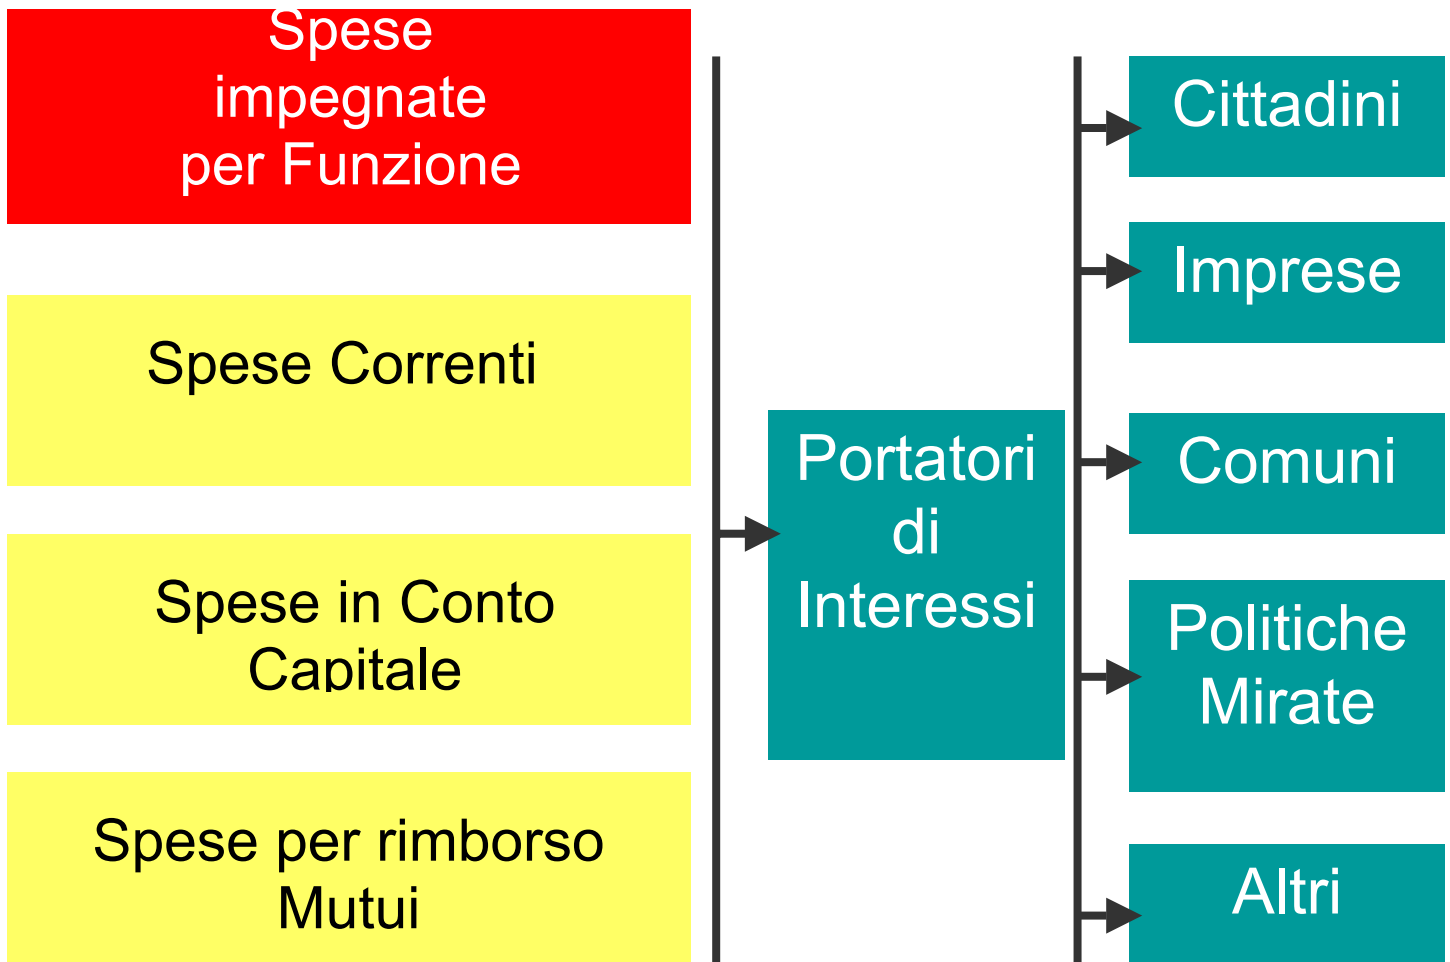 Spese
impegnate
per Funzione
Spese Correnti
Spese in Conto
Capitale
Spese per rimborso
Mutui
Portatori
di
Interessi
Cittadini
Imprese
Comuni
Politiche
Mirate
Altri